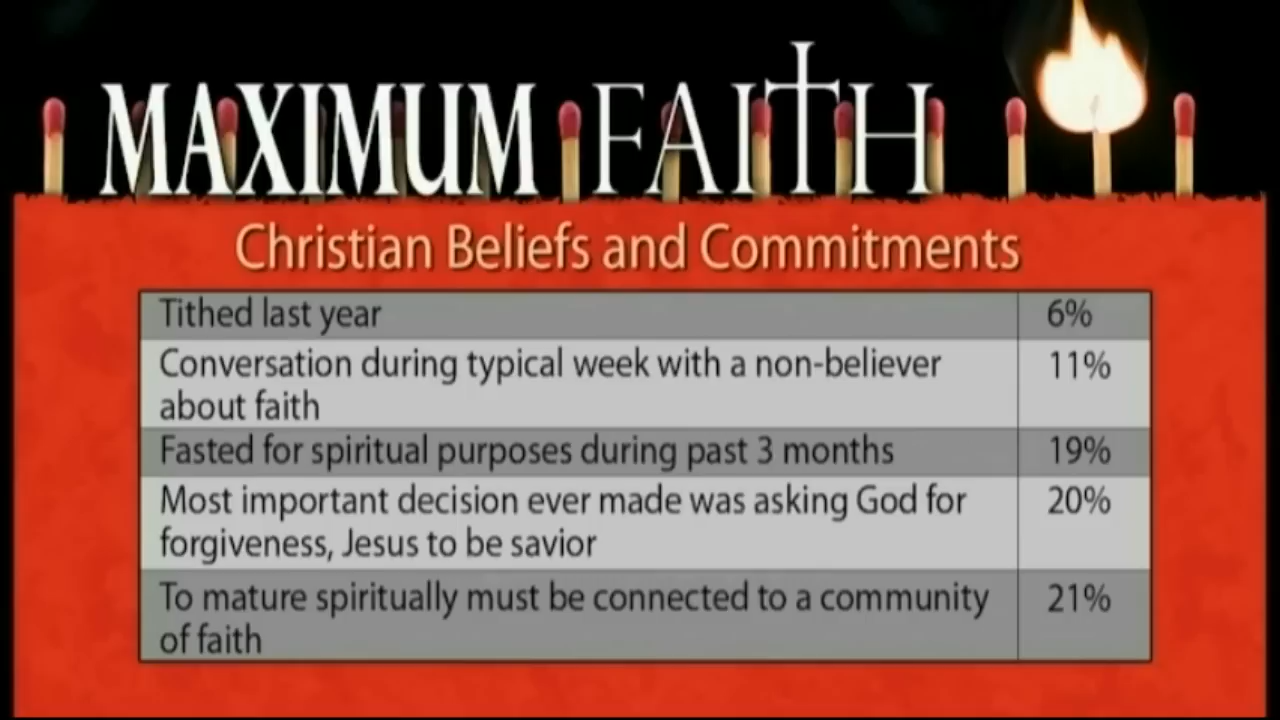 MAXIMUM FAITH
Christian Beliefs and Commitments
Tithed last year 6%
Conversation during typical week with a non-believer 11%
about faith
Fasted for spiritual purposes during past 3 months 19%
Most important decision ever made was asking God for 20%
forgiveness, Jesus to be savior
To mature spiritually must be connected to a community 21%
of faith